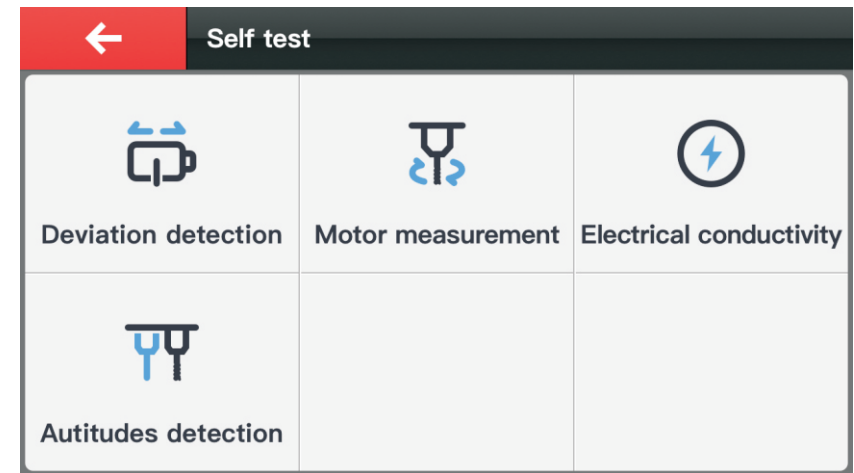 Self test
Deviation detection
Motor measurement
Electrical conductivity
Autitudes detection